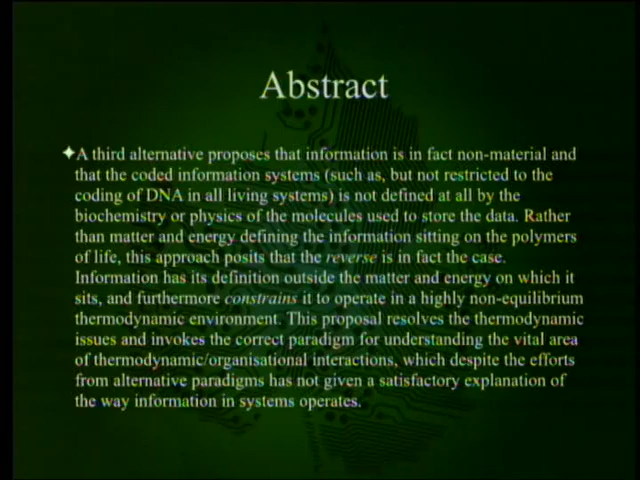 Abstract
✦A third alternative proposes that information is in fact non-material and
that the coded information systems (such as, but not restricted to the
coding of DNA in all living systems) is not defined at all by the
biochemistry or physics of the molecules used to store the data. Rather
than matter and energy defining the information sitting on the polymers
of life, this approach posits that the reverse is in fact the case.
Information has its definition outside the matter and energy on which it
sits, and furthermore constrains it to operate in a highly non-equilibrium
thermodynamic environment. This proposal resolves the thermodynamic
issues and invokes the correct paradigm for understanding the vital area
of thermodynamic/organisational interactions, which despite the efforts
from alternative paradigms has not given a satisfactory explanation of
the way information in systems operates.